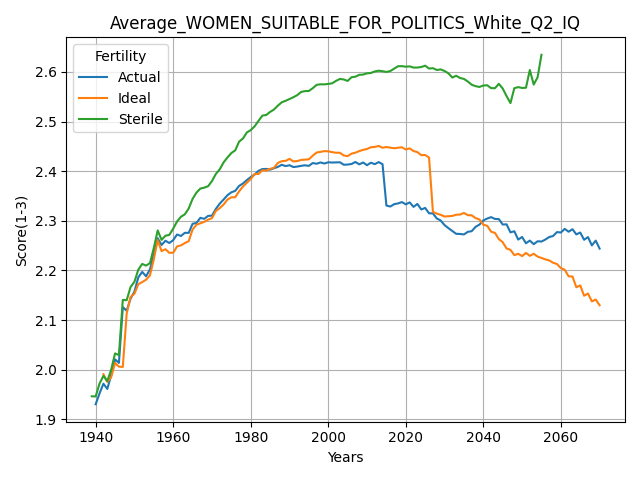 Average_WOMEN_SUITABLE_FOR_POLITICS_White_Q2_IQ
Fertility
Actual
Ideal
Sterile
Score(1-3)
2.6
2.5
2.4
2.3
2.2
2.1
2.0
1.9
1940 1960 1980 2000 2020 2040 2060
Years